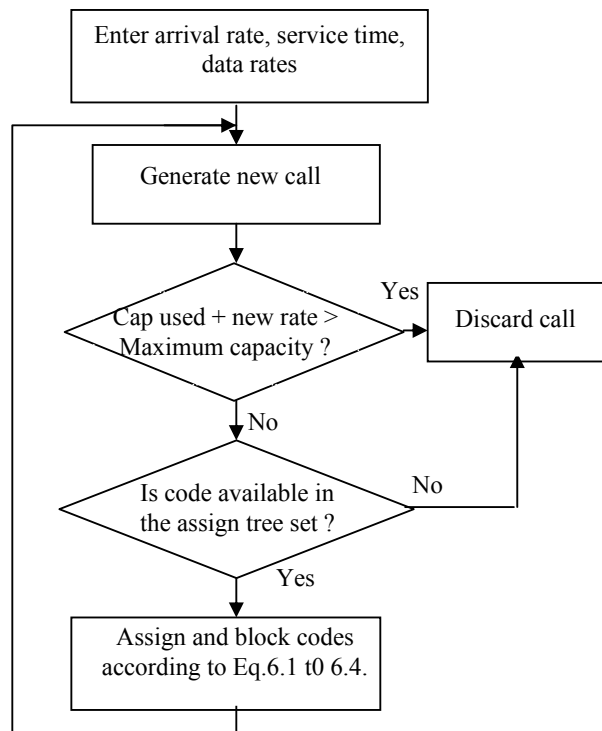 Enter arrival rate, service time,
data rates
Generate new call
Yes
Cap used + new rate >
Maximum capacity ?
Discard call
No
Is code available in
the assign tree set ?
No
Yes
Assign and block codes
according to Eq.6.1 t0 6.4.